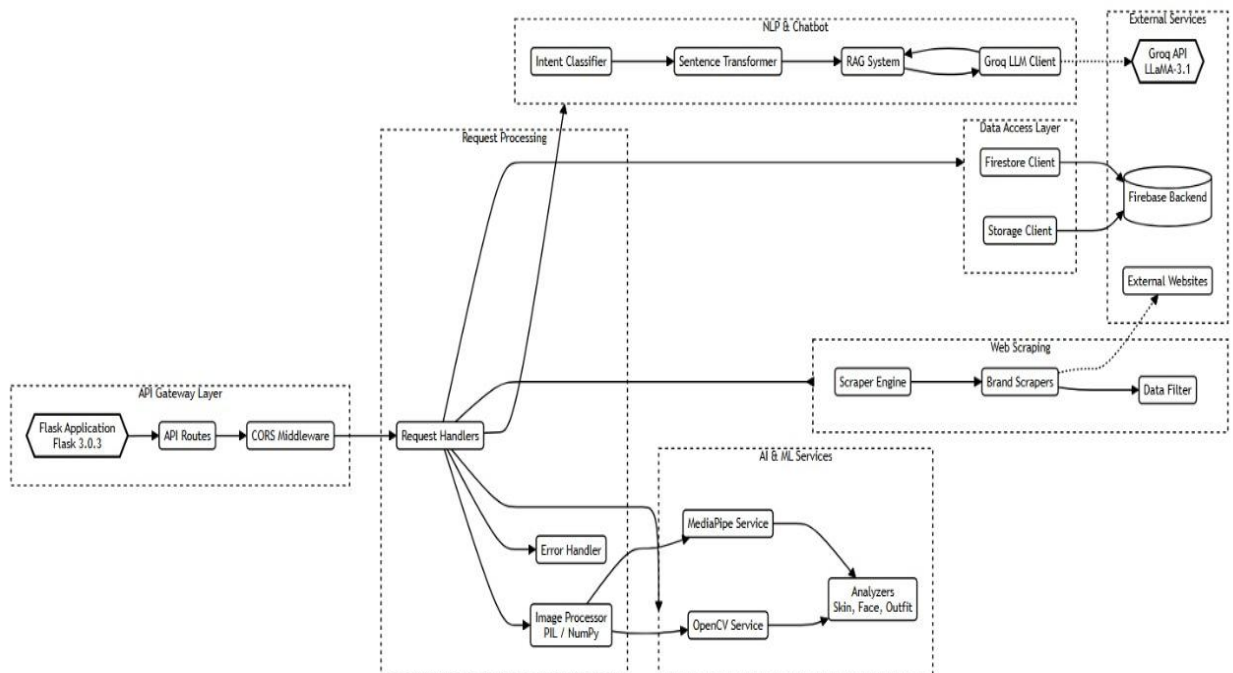 NLP & Chatbot
Intent Classifier
Sentence Transformer
RAG System
Groq LLM Client
External Services
Groq API
LLaMA-3.1
Request Processing
Data Access Layer
Firestore Client
Storage Client
Firebase Backend
External Websites
Web Scraping
Scraper Engine
Brand Scrapers
Data Filter
API Gateway Layer
Flask Application
Flask 3.0.3
API Routes
CORS Middleware
Request Handlers
Error Handler
Image Processor
PIL / NumPy
AI & ML Services
MediaPipe Service
OpenCV Service
Analyzers
Skin, Face, Outfit